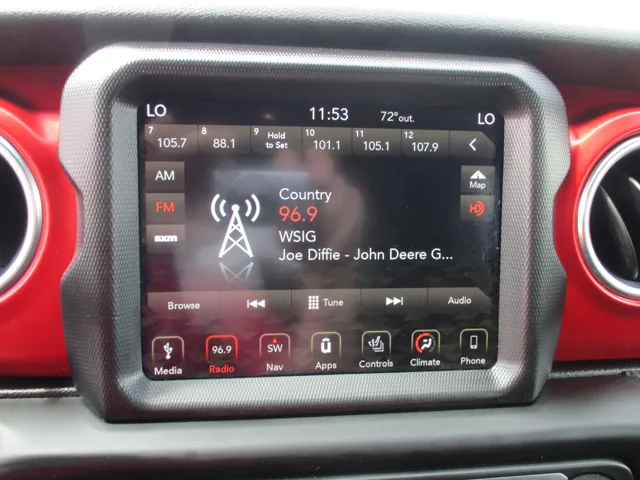 LO 11:53 72°out. LO
7 105.7 8 88.1 9 Hold to Set 10 101.1 11 105.1 12 107.9
AM
Map
FM
HD
sxm
Country
96.9
WSIG
Joe Diffie - John Deere G...
Browse Tune Audio
96.9 SW
Media Radio Nav Apps Controls Climate Phone